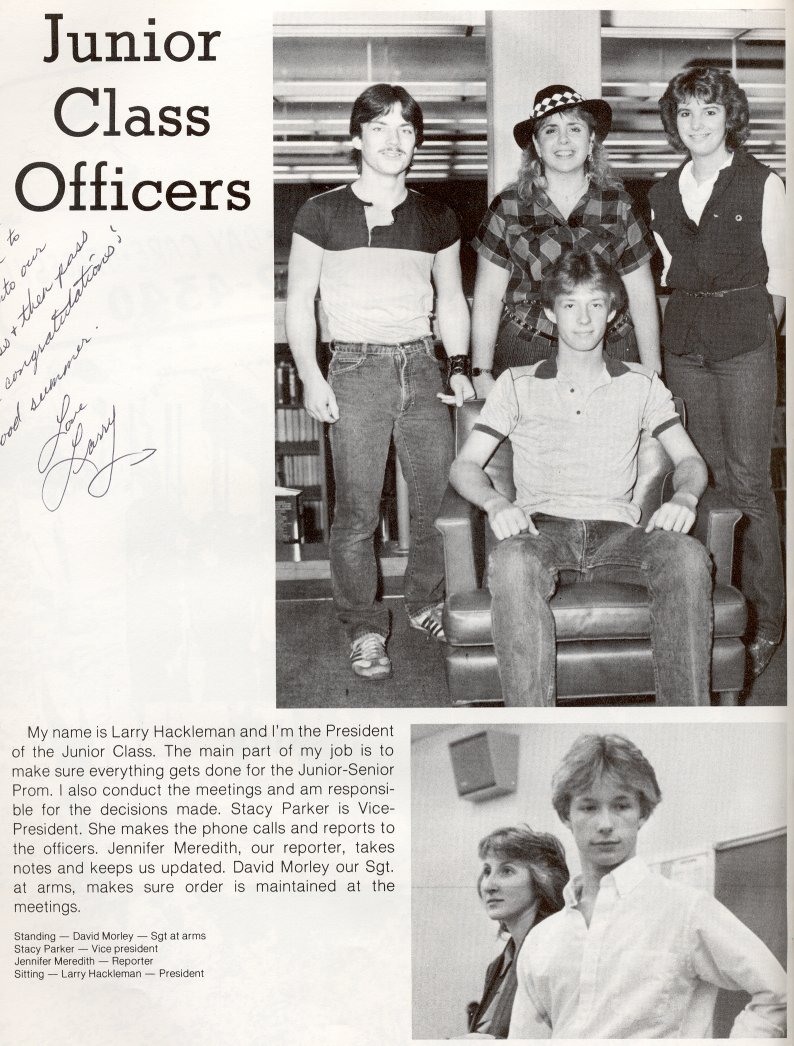 Junior
Class
Officers
to
into our
& then pass
congratulations!
good summer.
Love
Larry
My name is Larry Hackleman and I'm the President
of the Junior Class. The main part of my job is to
make sure everything gets done for the Junior-Senior
Prom. I also conduct the meetings and am responsi-
ble for the decisions made. Stacy Parker is Vice-
President. She makes the phone calls and reports to
the officers. Jennifer Meredith, our reporter, takes
notes and keeps us updated. David Morley our Sgt.
at arms, makes sure order is maintained at the
meetings.
Standing — David Morley — Sgt at arms
Stacy Parker — Vice president
Jennifer Meredith — Reporter
Sitting — Larry Hackleman — President